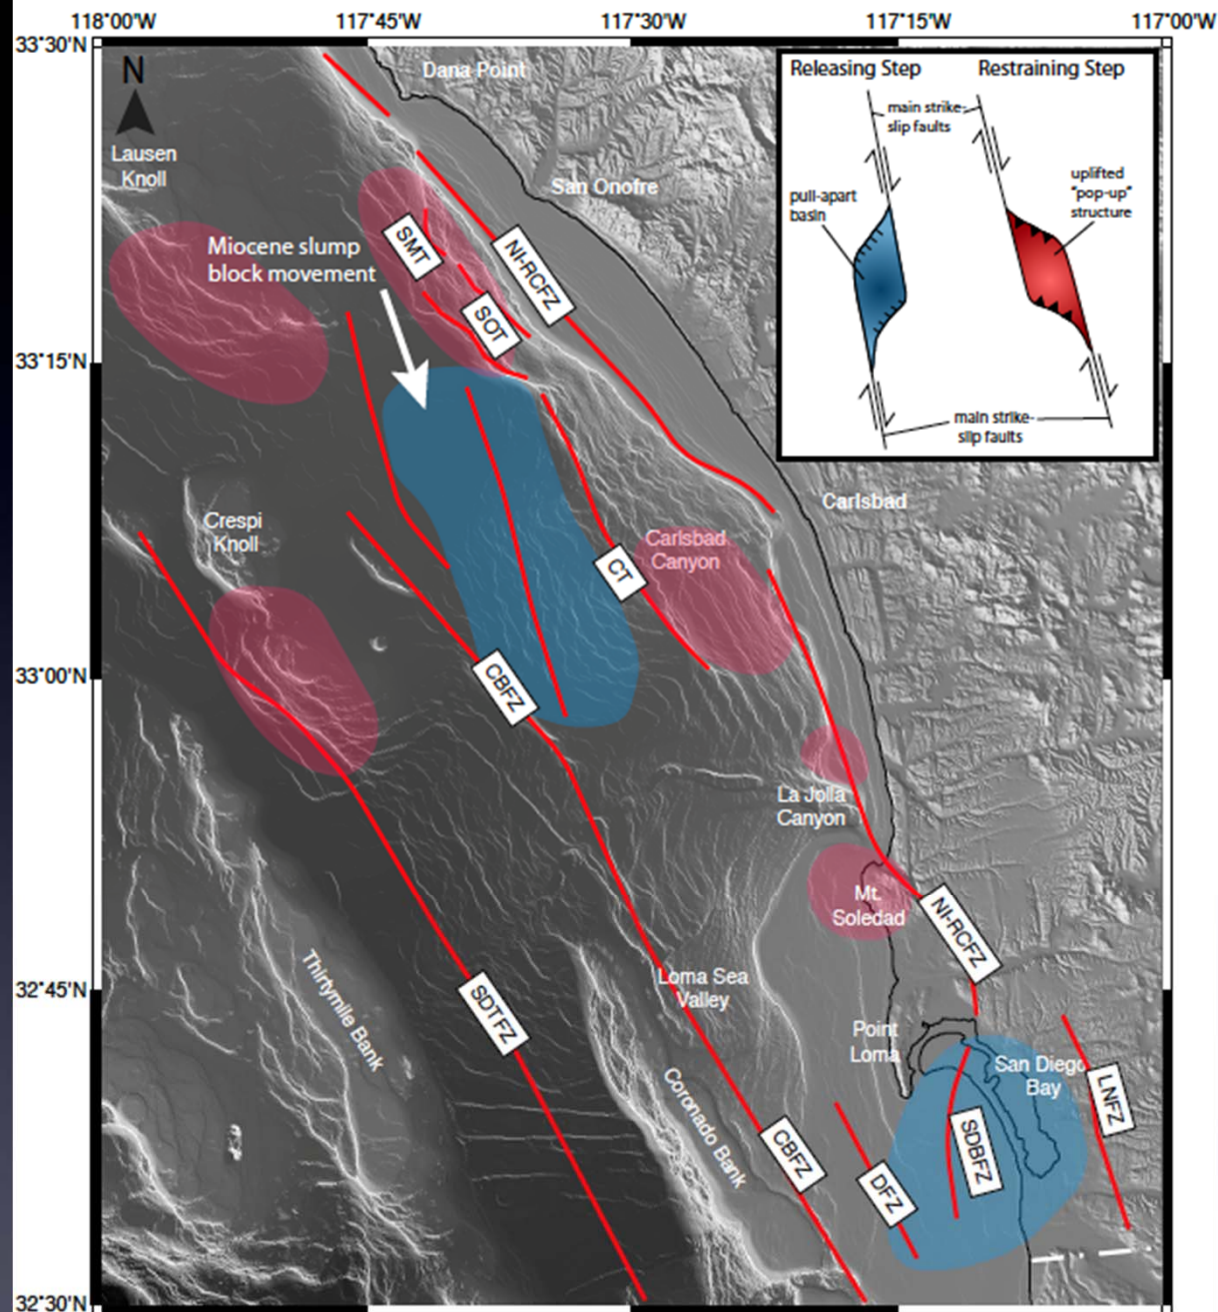 118°00'W
117°45'W
117°30'W
117°15'W
117°00'W
33°30'N
33°15'N
33°00'N
32°45'N
32°30'N
N
Lausen
Knoll
Dana Point
San Onofre
Miocene slump
block movement
SMT
SOT
NI-RCFZ
Releasing Step
Restraining Step
main strike-
slip faults
pull-apart
basin
uplifted
"pop-up"
structure
main strike-
slip faults
Crespi
Knoll
Carlsbad
Carlsbad
Canyon
CT
CBFZ
La Jolla
Canyon
Mt.
Soledad
NI-RCFZ
Thirtymile Bank
SDTFZ
Loma Sea
Valley
Point
Loma
San Diego
Bay
LNFZ
Coronado Bank
CBFZ
DFZ
SDBFZ